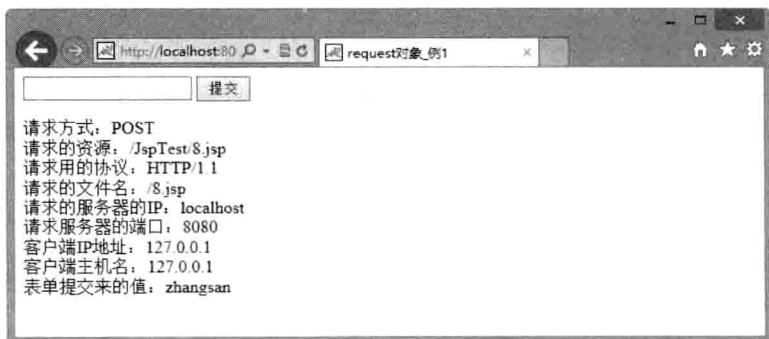 http://localhost:80
request对象_例1
提交
请求方式：POST
请求的资源：/JspTest/8.jsp
请求用的协议：HTTP/1.1
请求的文件名：/8.jsp
请求的服务器的IP：localhost
请求服务器的端口：8080
客户端IP地址：127.0.0.1
客户端主机名：127.0.0.1
表单提交来的值：zhangsan